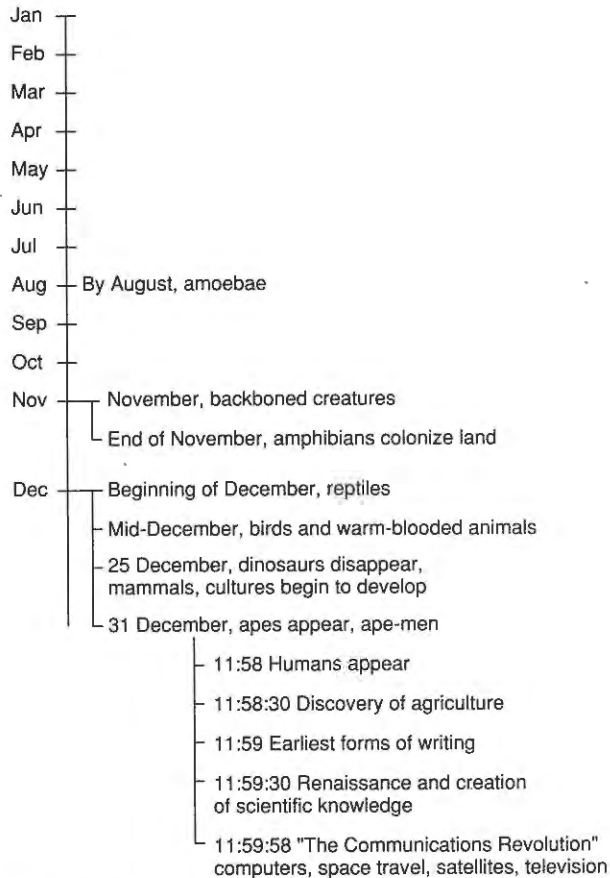 Jan
Feb
Mar
Apr
May
Jun
Jul
Aug By August, amoebae
Sep
Oct
Nov November, backboned creatures
End of November, amphibians colonize land
Dec Beginning of December, reptiles
Mid-December, birds and warm-blooded animals
25 December, dinosaurs disappear,
mammals, cultures begin to develop
31 December, apes appear, ape-men
11:58 Humans appear
11:58:30 Discovery of agriculture
11:59 Earliest forms of writing
11:59:30 Renaissance and creation
of scientific knowledge
11:59:58 "The Communications Revolution"
computers, space travel, satellites, television